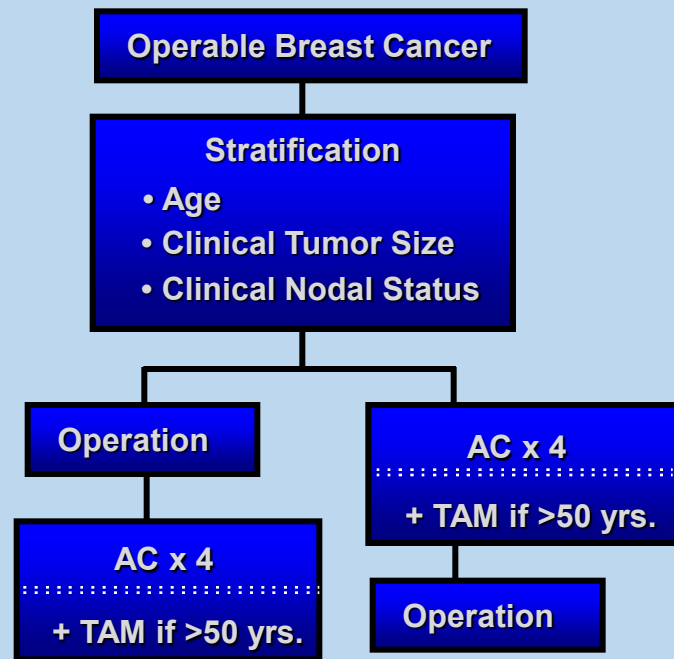 Operable Breast Cancer
Stratification
• Age
• Clinical Tumor Size
• Clinical Nodal Status
Operation
AC x 4
+ TAM if >50 yrs.
AC x 4
+ TAM if >50 yrs.
Operation